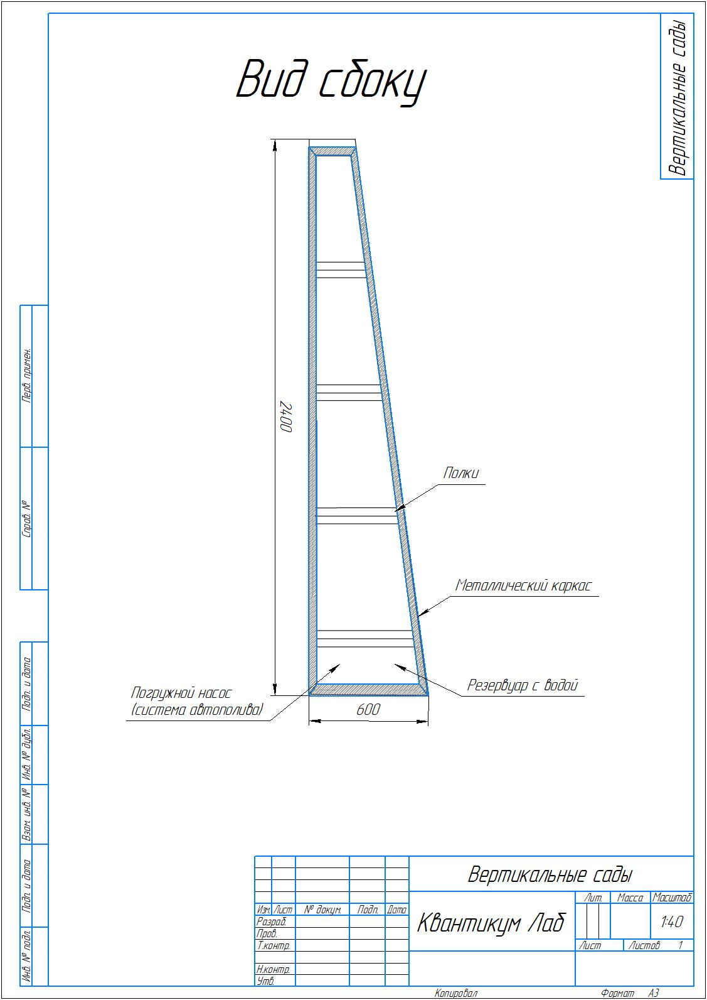 Вид сбоку
Вертикальные сады
2400
Полки
Металлический каркас
Резервуар с водой
Погружной насос
(система автополива)
600
Перв. примен.
Справ. №
Подп. и дата
Инв. № дубл.
Взам. инв. №
Подп. и дата
Инв. № подл.
Вертикальные сады
Изм. Лист № докум. Подп. Дата
Разраб.
Пров.
Т.контр.
Н.контр.
Утв.
Квантикум Лаб
Лит. Масса Масштаб
1:40
Лист Листов 1
Копировал Формат А3